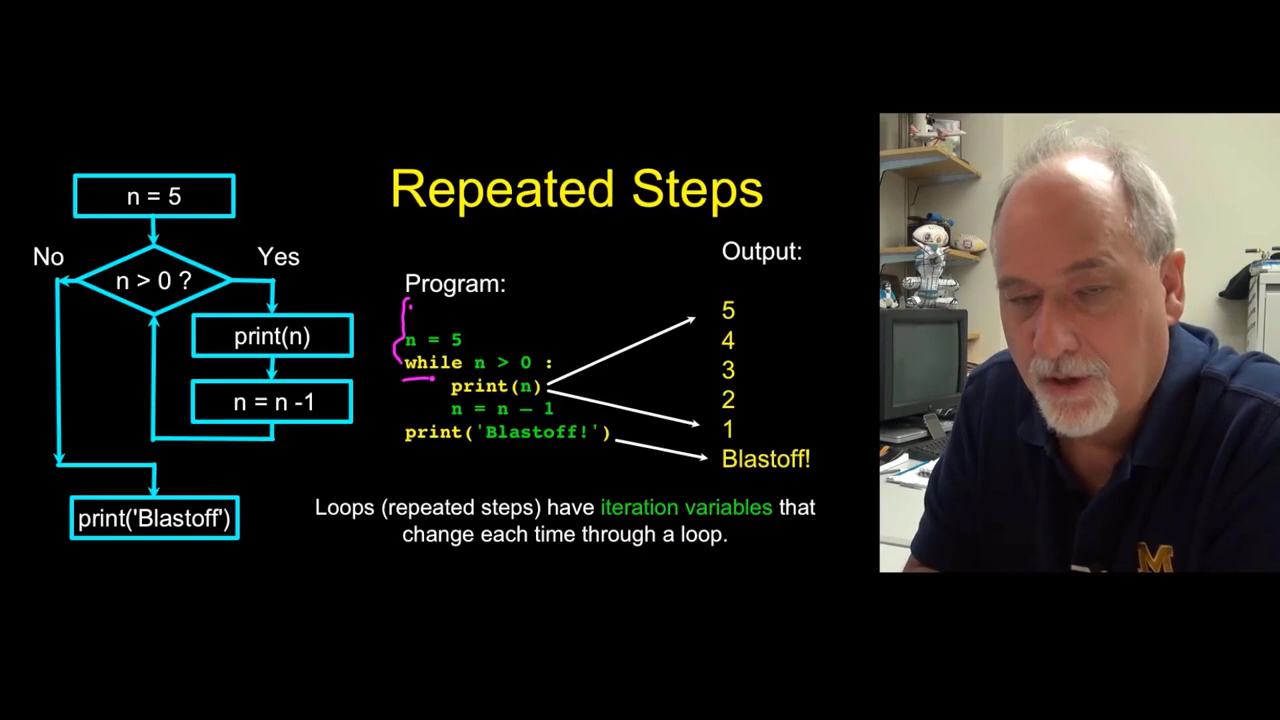 Repeated Steps
n = 5
No
Yes
n > 0 ?
print(n)
n = n -1
print('Blastoff')
Program:
n = 5
while n > 0 :
    print(n)
    n = n – 1
print('Blastoff!')
Output:
5
4
3
2
1
Blastoff!
Loops (repeated steps) have iteration variables that
change each time through a loop.
M